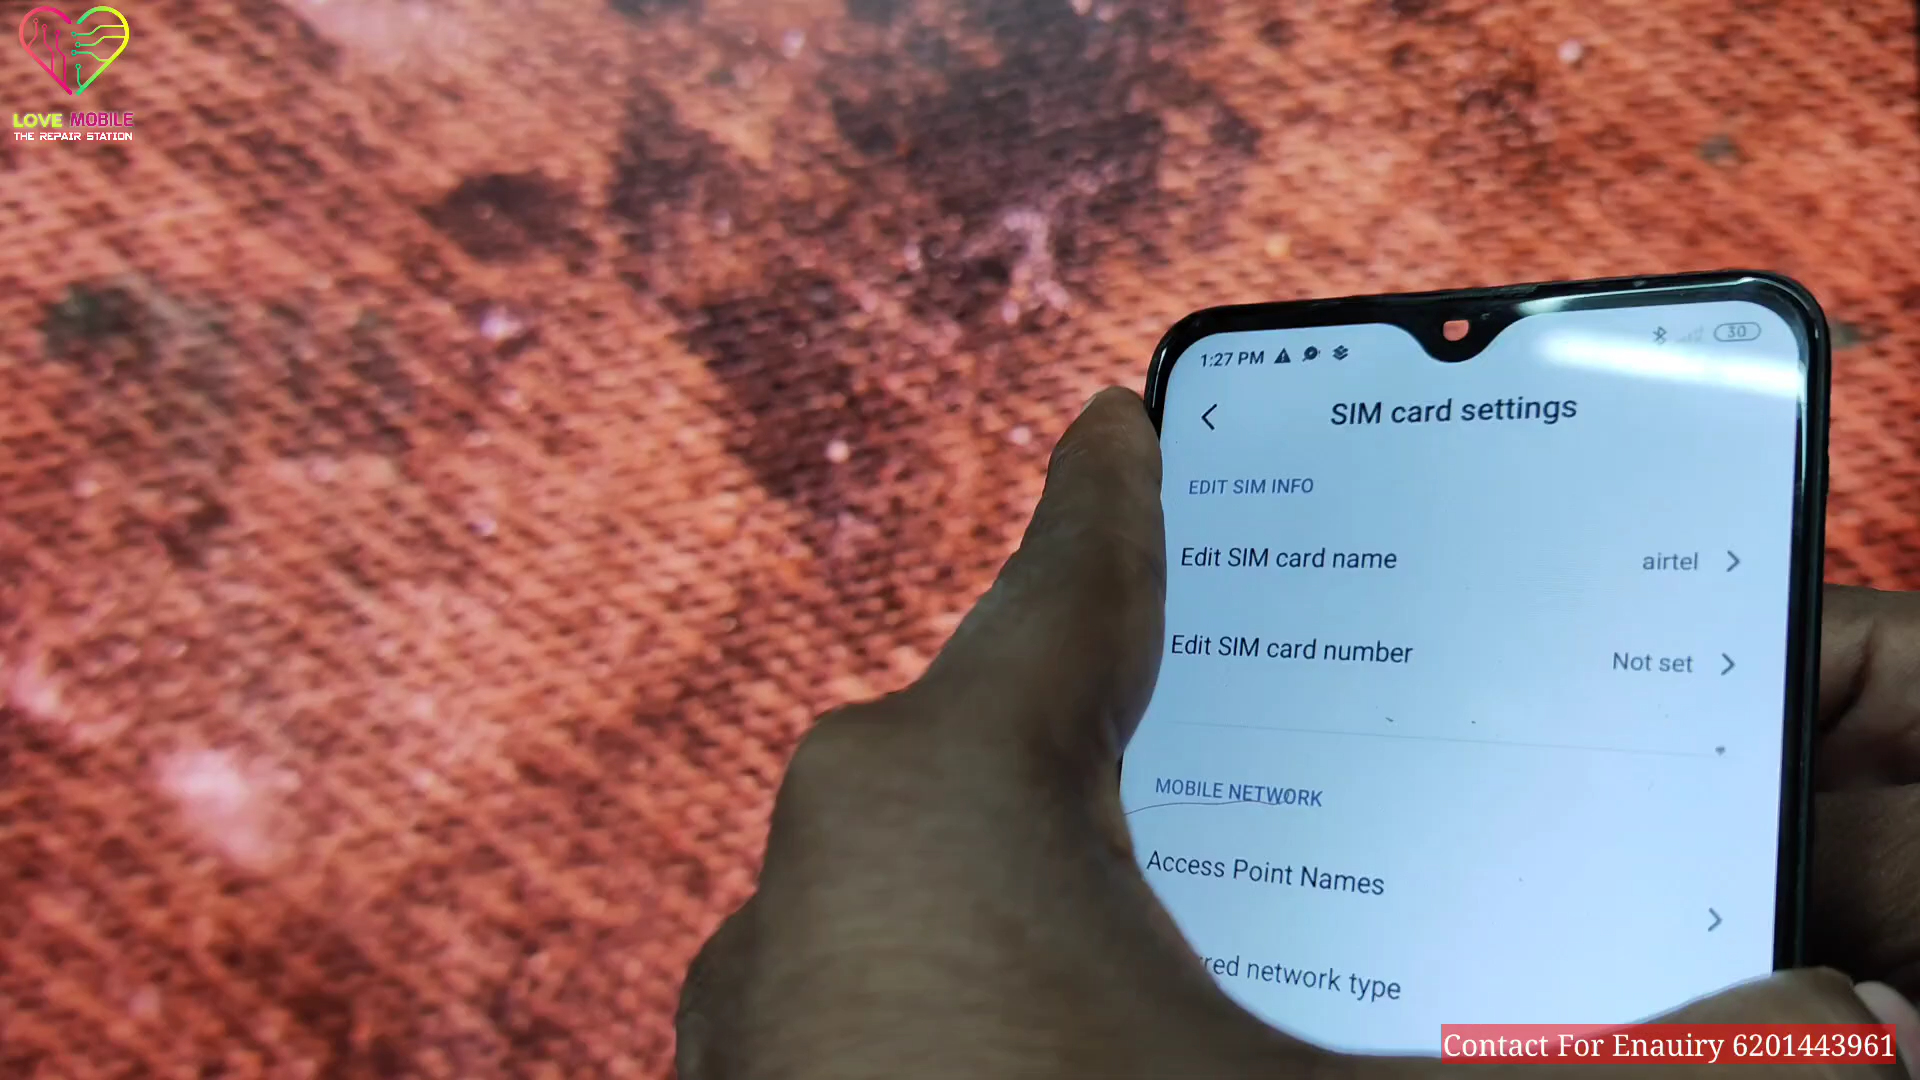 LOVE MOBILE
THE REPAIR STATION
1:27 PM
30
SIM card settings
EDIT SIM INFO
Edit SIM card name
airtel
Edit SIM card number
Not set
MOBILE NETWORK
Access Point Names
red network type
Contact For Enauiry 6201443961